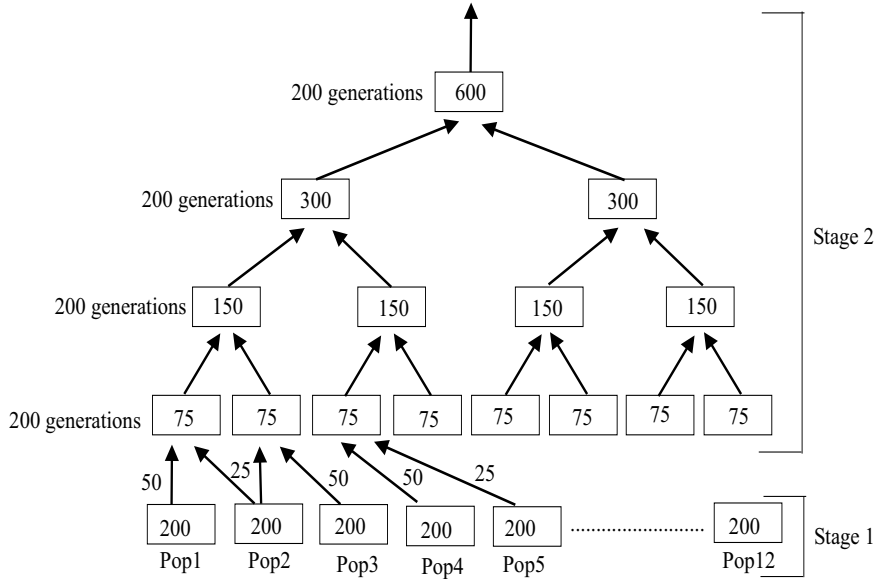 200 generations 600
200 generations 300 300
Stage 2
200 generations 150 150 150 150
200 generations 75 75 75 75 75 75 75 75
50 25 50 50 25
200 200 200 200 200 200
Stage 1
Pop1 Pop2 Pop3 Pop4 Pop5 Pop12